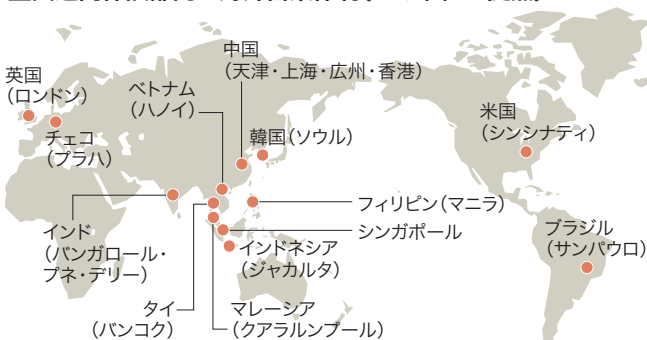 英国
（ロンドン）
チェコ
（プラハ）
ベトナム
（ハノイ）
中国
（天津・上海・広州・香港）
韓国（ソウル）
米国
（シンシナティ）
フィリピン（マニラ）
シンガポール
インド
（バンガロール・
プネ・デリー）
インドネシア
（ジャカルタ）
ブラジル
（サンパウロ）
タイ
（バンコク）
マレーシア
（クアラルンプール）